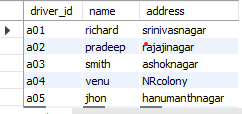 driver_id name address
a01 richard srinivasnagar
a02 pradeep rajajinagar
a03 smith ashoknagar
a04 venu NRcolony
a05 jhon hanumanthnagar